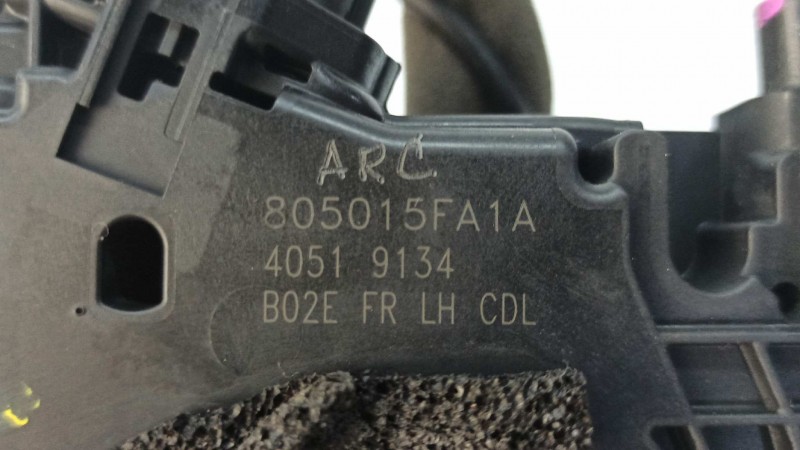 ARC
805015FA1A
4051 9134
B02E FR LH CDL